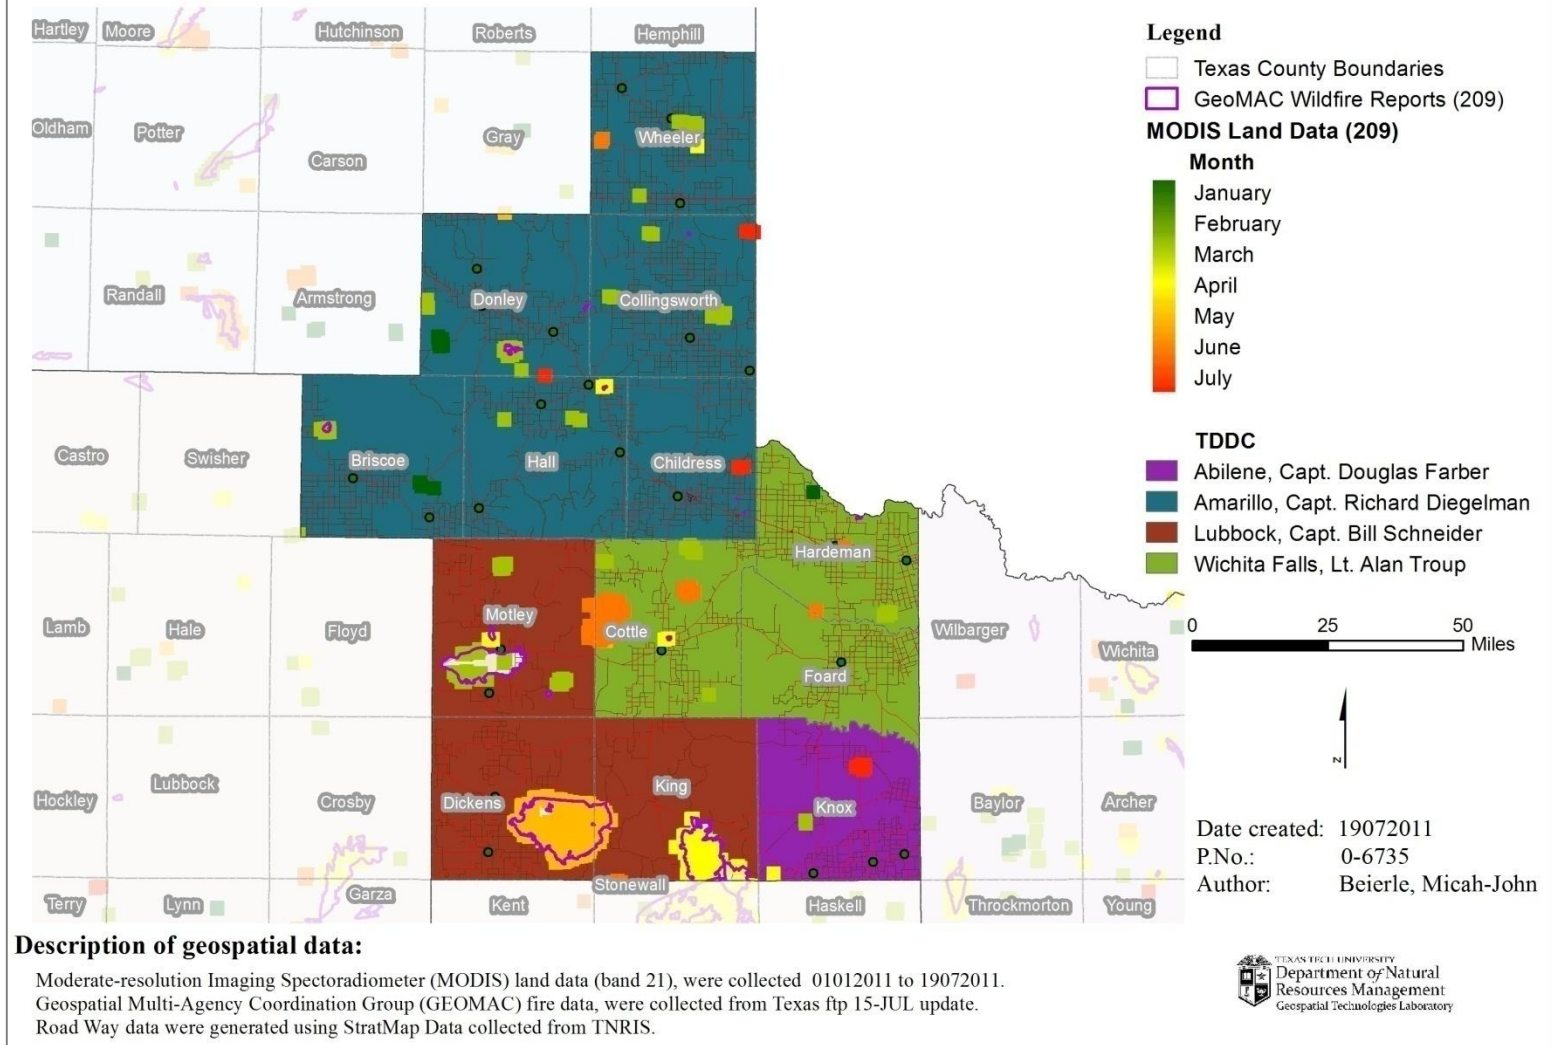 Hartley
Moore
Hutchinson
Roberts
Hemphill
Oldham
Potter
Carson
Gray
Wheeler
Randall
Armstrong
Donley
Collingsworth
Castro
Swisher
Briscoe
Hall
Childress
Hardeman
Lamb
Hale
Floyd
Motley
Cottle
Foard
Wilbarger
Wichita
Hockley
Lubbock
Crosby
Dickens
King
Knox
Baylor
Archer
Terry
Lynn
Garza
Kent
Stonewall
Haskell
Throckmorton
Young
Legend
Texas County Boundaries
GeoMAC Wildfire Reports (209)
MODIS Land Data (209)
Month
January
February
March
April
May
June
July
TDDC
Abilene, Capt. Douglas Farber
Amarillo, Capt. Richard Diegelman
Lubbock, Capt. Bill Schneider
Wichita Falls, Lt. Alan Troup
0 25 50
Miles
N
Date created: 19072011
P.No.: 0-6735
Author: Beierle, Micah-John
Description of geospatial data:
Moderate-resolution Imaging Spectoradiometer (MODIS) land data (band 21), were collected 01012011 to 19072011.
Geospatial Multi-Agency Coordination Group (GEOMAC) fire data, were collected from Texas ftp 15-JUL update.
Road Way data were generated using StratMap Data collected from TNRIS.
TEXAS TECH UNIVERSITY
Department of Natural
Resources Management
Geospatial Technologies Laboratory